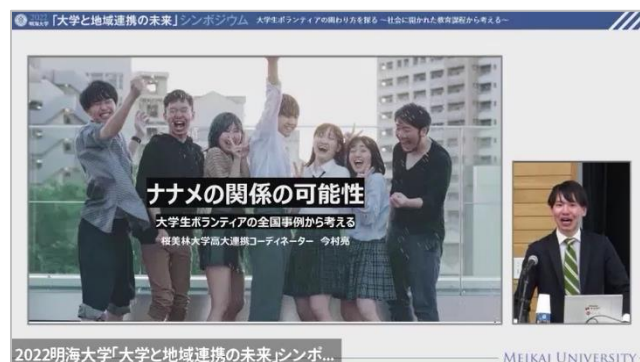 2022
明海大学
「大学と地域連携の未来」シンポジウム
大学生ボランティアの関わり方を探る ～社会に開かれた教育課程から考える～
ナナメの関係の可能性
大学生ボランティアの全国事例から考える
桜美林大学高大連携コーディネーター 今村亮
2022明海大学「大学と地域連携の未来」シンポ...
MEIKAI UNIVERSITY